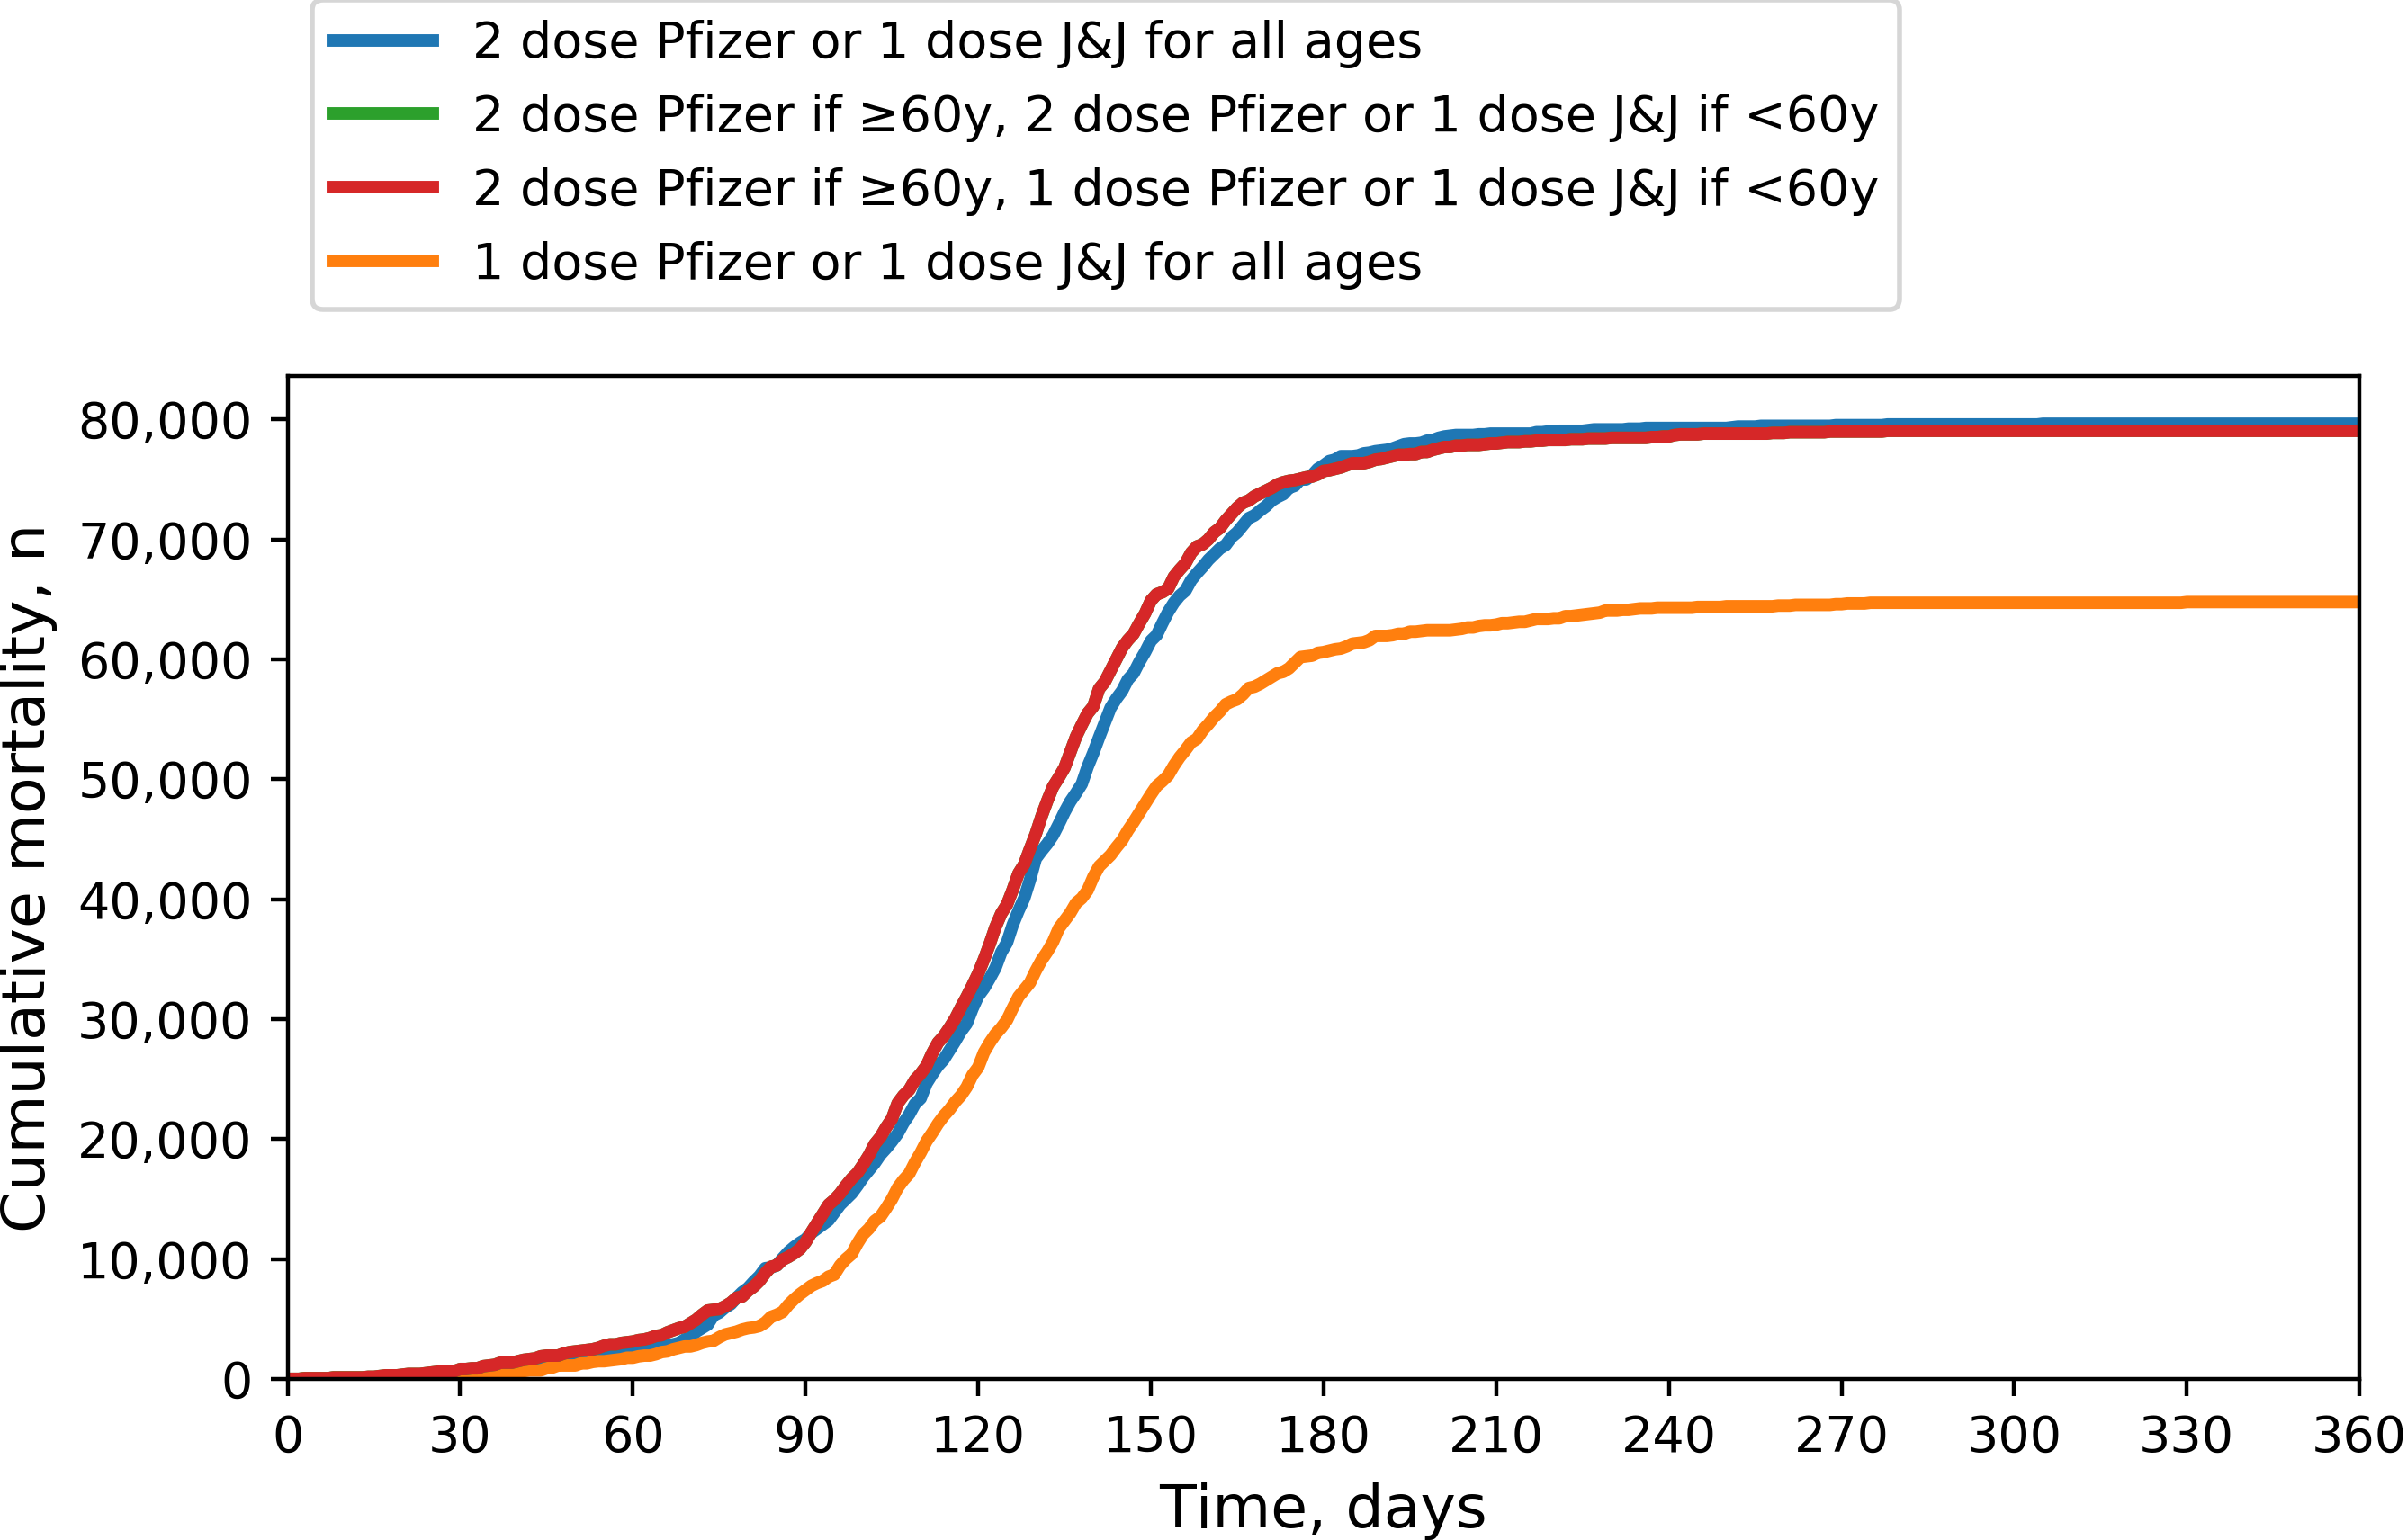 2 dose Pfizer or 1 dose J&J for all ages
2 dose Pfizer if ≥60y, 2 dose Pfizer or 1 dose J&J if <60y
2 dose Pfizer if ≥60y, 1 dose Pfizer or 1 dose J&J if <60y
1 dose Pfizer or 1 dose J&J for all ages
Cumulative mortality, n
80,000
70,000
60,000
50,000
40,000
30,000
20,000
10,000
0
0 30 60 90 120 150 180 210 240 270 300 330 360
Time, days